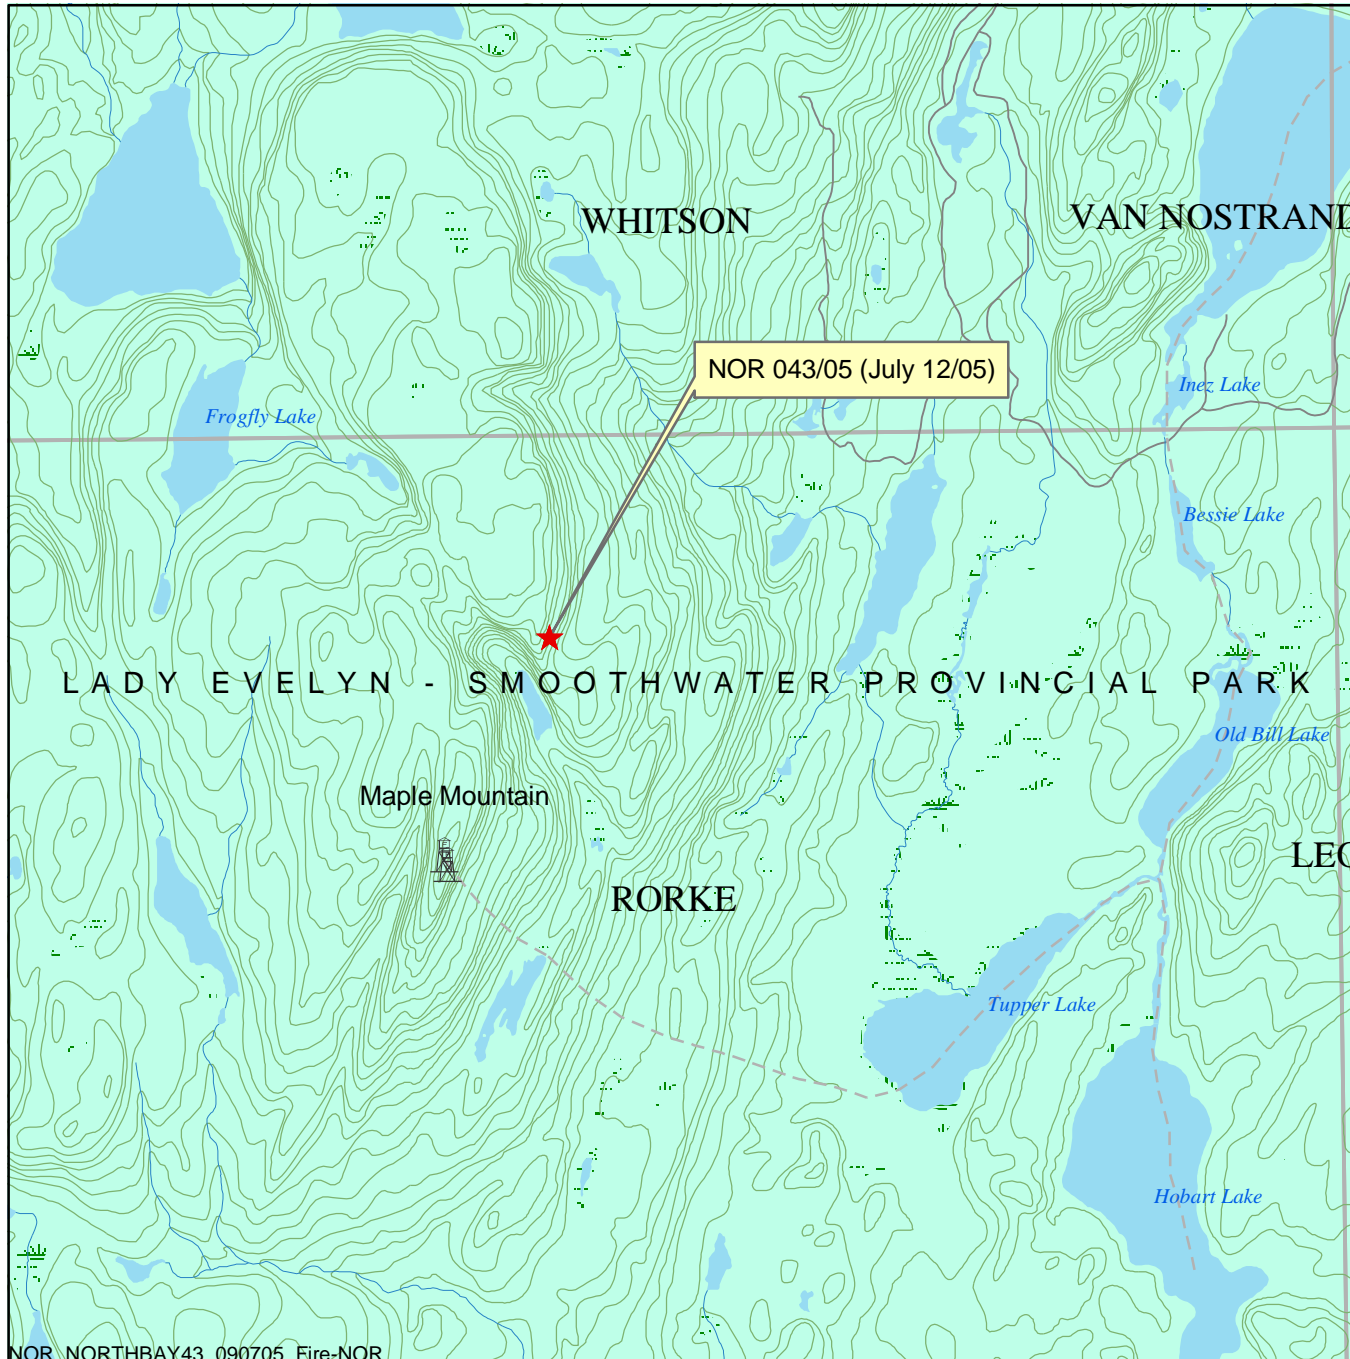 WHITSON
VAN NOSTRAND
NOR 043/05 (July 12/05)
Inez Lake
Frogfly Lake
Bessie Lake
LADY EVELYN - SMOOTHWATER PROVINCIAL PARK
Old Bill Lake
Maple Mountain
LEO
RORKE
Tupper Lake
Hobart Lake
NOR_NORTHBAY43_090705_Fire-NOR